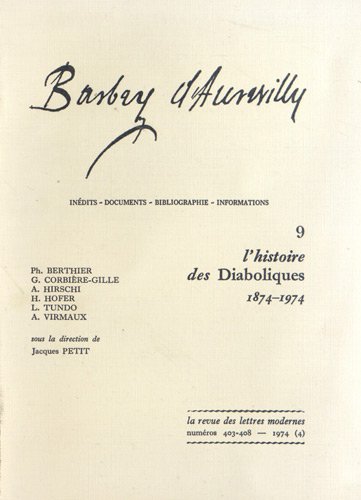 Barbey d'Aurevilly
INÉDITS - DOCUMENTS - BIBLIOGRAPHIE - INFORMATIONS
9
l'histoire
des Diaboliques
1874-1974
Ph. BERTHIER
G. CORBIÈRE-GILLE
A. HIRSCHI
H. HOFER
L. TUNDO
A. VIRMAUX
sous la direction de
Jacques PETIT
la revue des lettres modernes
numéros 403-408 — 1974 (4)